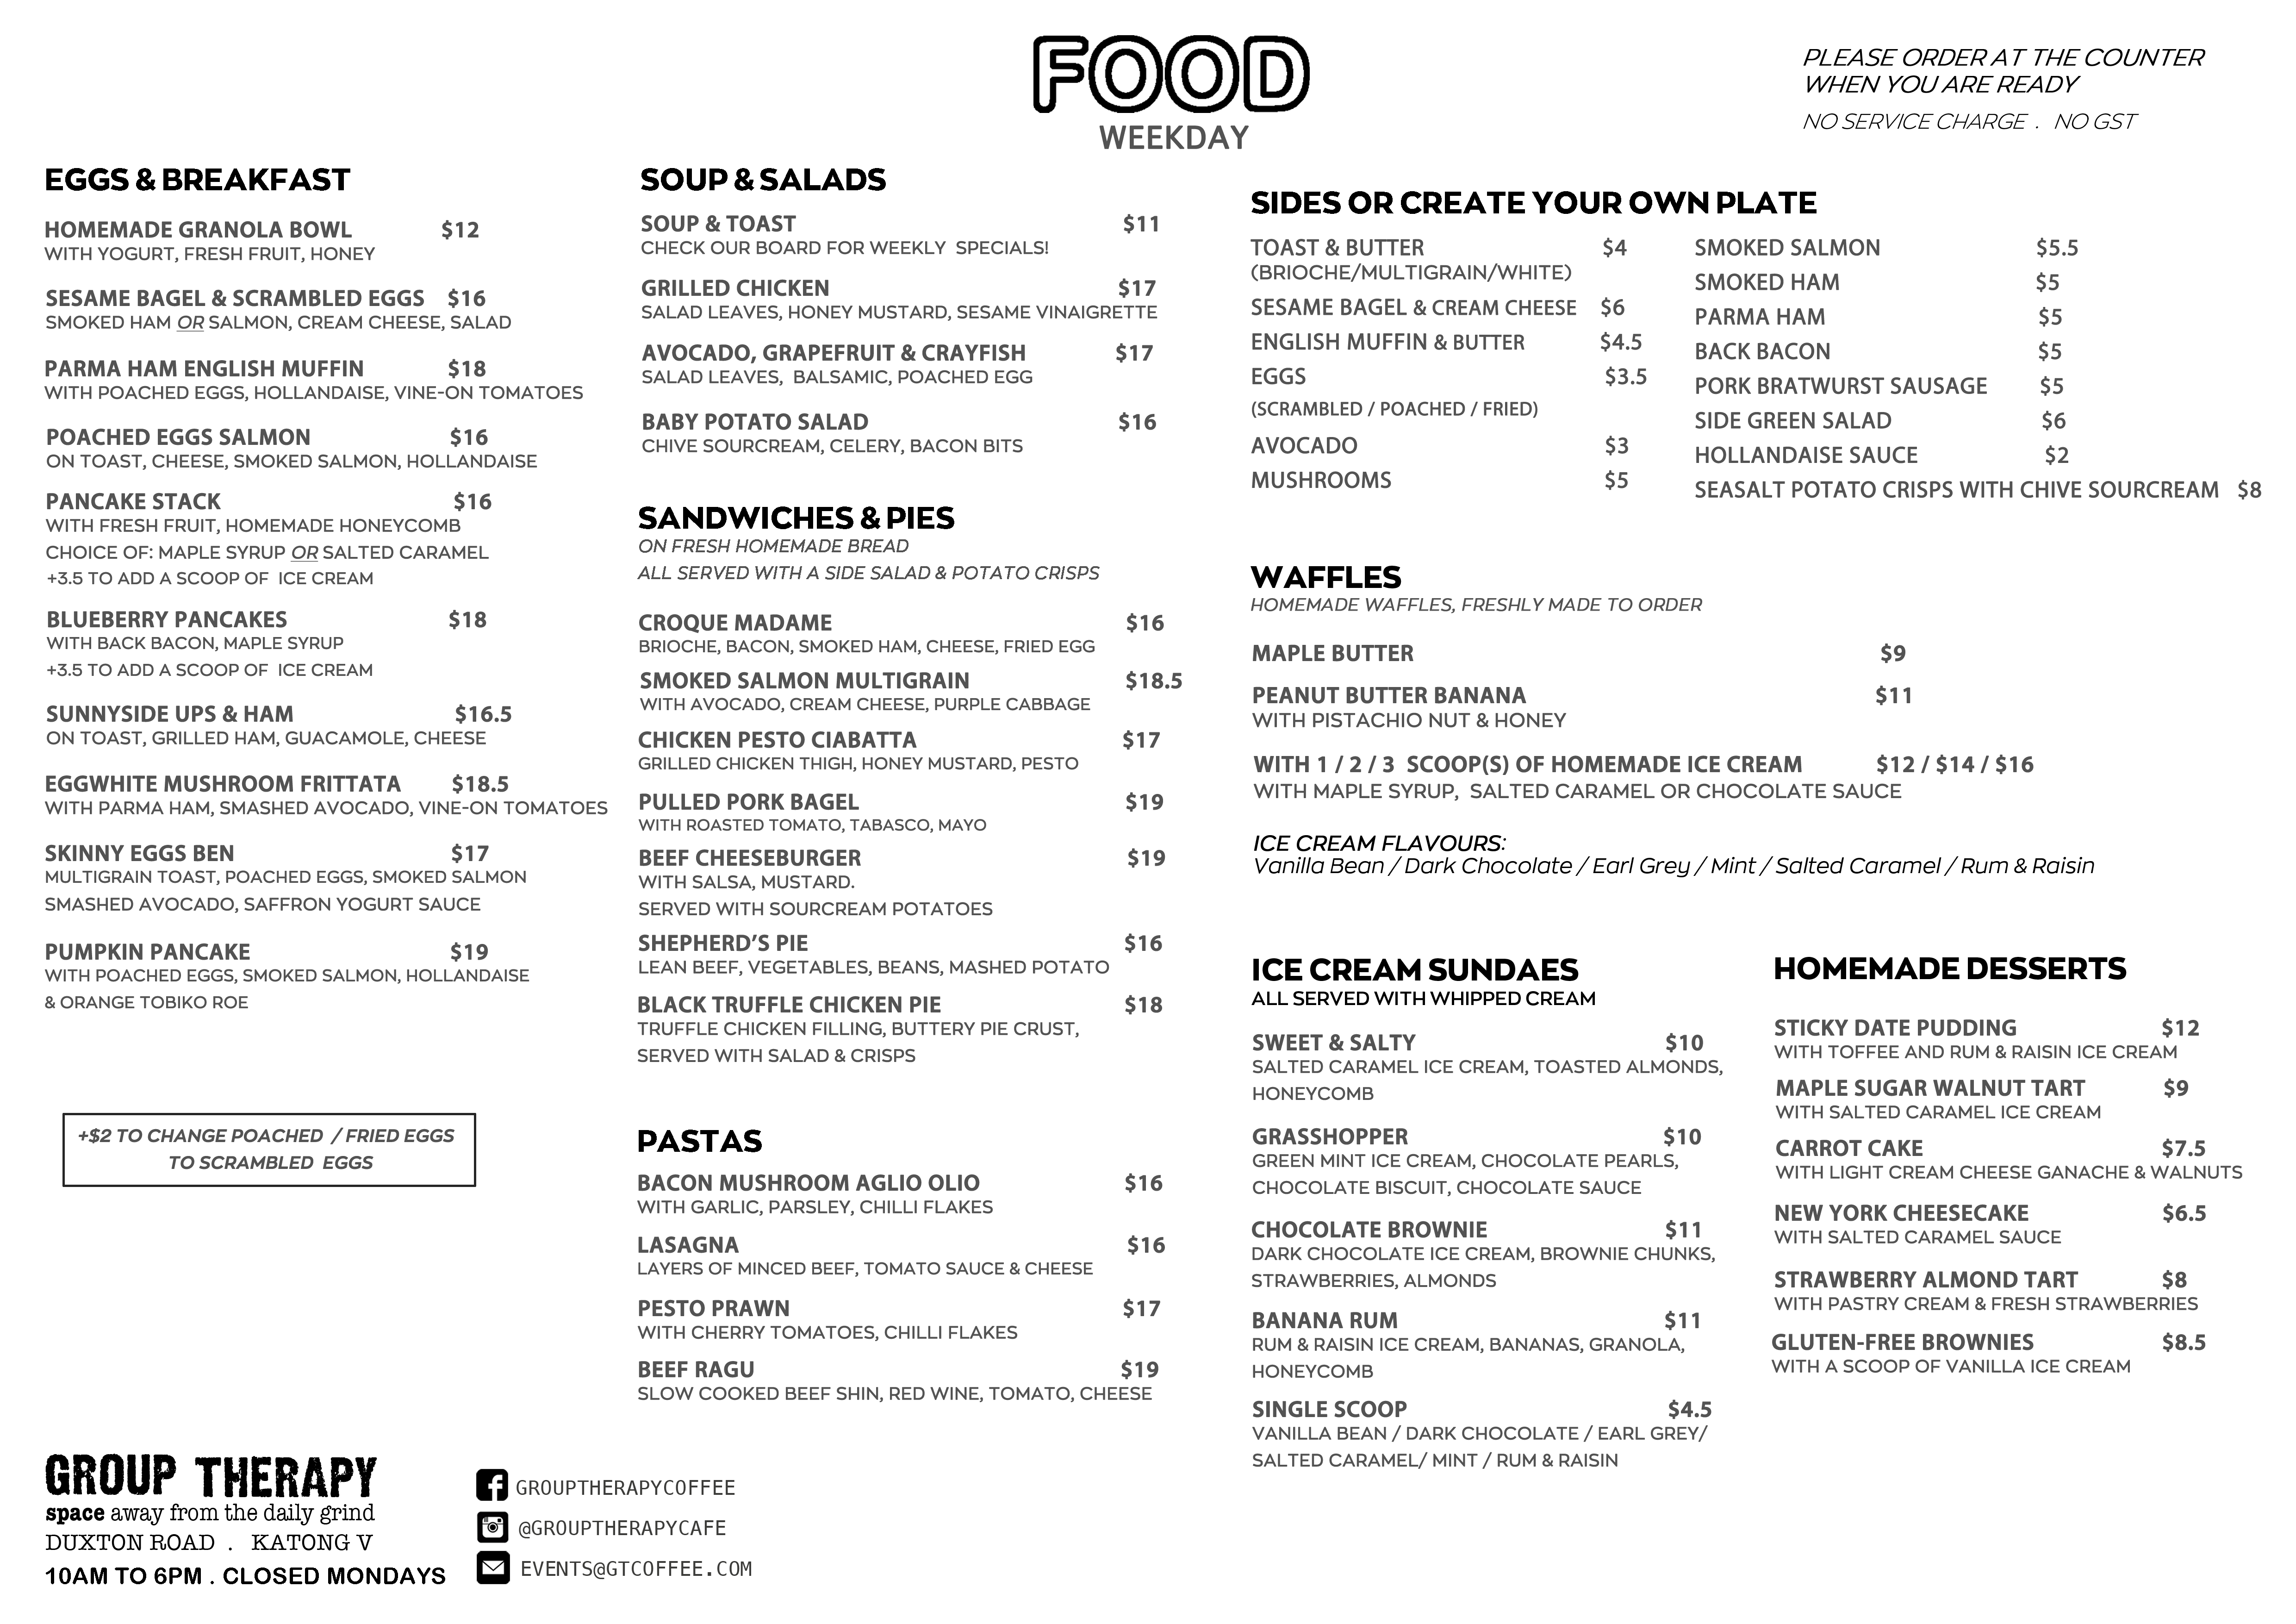 FOOD
WEEKDAY
PLEASE ORDER AT THE COUNTER
WHEN YOU ARE READY
NO SERVICE CHARGE . NO GST
EGGS & BREAKFAST
HOMEMADE GRANOLA BOWL $12
WITH YOGURT, FRESH FRUIT, HONEY
SESAME BAGEL & SCRAMBLED EGGS $16
SMOKED HAM OR SALMON, CREAM CHEESE, SALAD
PARMA HAM ENGLISH MUFFIN $18
WITH POACHED EGGS, HOLLANDAISE, VINE-ON TOMATOES
POACHED EGGS SALMON $16
ON TOAST, CHEESE, SMOKED SALMON, HOLLANDAISE
PANCAKE STACK $16
WITH FRESH FRUIT, HOMEMADE HONEYCOMB
CHOICE OF: MAPLE SYRUP OR SALTED CARAMEL
+3.5 TO ADD A SCOOP OF ICE CREAM
BLUEBERRY PANCAKES $18
WITH BACK BACON, MAPLE SYRUP
+3.5 TO ADD A SCOOP OF ICE CREAM
SUNNYSIDE UPS & HAM $16.5
ON TOAST, GRILLED HAM, GUACAMOLE, CHEESE
EGGWHITE MUSHROOM FRITTATA $18.5
WITH PARMA HAM, SMASHED AVOCADO, VINE-ON TOMATOES
SKINNY EGGS BEN $17
MULTIGRAIN TOAST, POACHED EGGS, SMOKED SALMON
SMASHED AVOCADO, SAFFRON YOGURT SAUCE
PUMPKIN PANCAKE $19
WITH POACHED EGGS, SMOKED SALMON, HOLLANDAISE
& ORANGE TOBIKO ROE
+$2 TO CHANGE POACHED / FRIED EGGS
TO SCRAMBLED EGGS
SOUP & SALADS
SOUP & TOAST $11
CHECK OUR BOARD FOR WEEKLY SPECIALS!
GRILLED CHICKEN $17
SALAD LEAVES, HONEY MUSTARD, SESAME VINAIGRETTE
AVOCADO, GRAPEFRUIT & CRAYFISH $17
SALAD LEAVES, BALSAMIC, POACHED EGG
BABY POTATO SALAD $16
CHIVE SOURCREAM, CELERY, BACON BITS
SANDWICHES & PIES
ON FRESH HOMEMADE BREAD
ALL SERVED WITH A SIDE SALAD & POTATO CRISPS
CROQUE MADAME $16
BRIOCHE, BACON, SMOKED HAM, CHEESE, FRIED EGG
SMOKED SALMON MULTIGRAIN $18.5
WITH AVOCADO, CREAM CHEESE, PURPLE CABBAGE
CHICKEN PESTO CIABATTA $17
GRILLED CHICKEN THIGH, HONEY MUSTARD, PESTO
PULLED PORK BAGEL $19
WITH ROASTED TOMATO, TABASCO, MAYO
BEEF CHEESEBURGER $19
WITH SALSA, MUSTARD.
SERVED WITH SOURCREAM POTATOES
SHEPHERD'S PIE $16
LEAN BEEF, VEGETABLES, BEANS, MASHED POTATO
BLACK TRUFFLE CHICKEN PIE $18
TRUFFLE CHICKEN FILLING, BUTTERY PIE CRUST,
SERVED WITH SALAD & CRISPS
PASTAS
BACON MUSHROOM AGLIO OLIO $16
WITH GARLIC, PARSLEY, CHILLI FLAKES
LASAGNA $16
LAYERS OF MINCED BEEF, TOMATO SAUCE & CHEESE
PESTO PRAWN $17
WITH CHERRY TOMATOES, CHILLI FLAKES
BEEF RAGU $19
SLOW COOKED BEEF SHIN, RED WINE, TOMATO, CHEESE
SIDES OR CREATE YOUR OWN PLATE
TOAST & BUTTER $4
(BRIOCHE/MULTIGRAIN/WHITE)
SESAME BAGEL & CREAM CHEESE $6
ENGLISH MUFFIN & BUTTER $4.5
EGGS $3.5
(SCRAMBLED / POACHED / FRIED)
AVOCADO $3
MUSHROOMS $5
SMOKED SALMON $5.5
SMOKED HAM $5
PARMA HAM $5
BACK BACON $5
PORK BRATWURST SAUSAGE $5
SIDE GREEN SALAD $6
HOLLANDAISE SAUCE $2
SEASALT POTATO CRISPS WITH CHIVE SOURCREAM $8
WAFFLES
HOMEMADE WAFFLES, FRESHLY MADE TO ORDER
MAPLE BUTTER $9
PEANUT BUTTER BANANA $11
WITH PISTACHIO NUT & HONEY
WITH 1 / 2 / 3 SCOOP(S) OF HOMEMADE ICE CREAM $12 / $14 / $16
WITH MAPLE SYRUP, SALTED CARAMEL OR CHOCOLATE SAUCE
ICE CREAM FLAVOURS:
Vanilla Bean / Dark Chocolate / Earl Grey / Mint / Salted Caramel / Rum & Raisin
ICE CREAM SUNDAES
ALL SERVED WITH WHIPPED CREAM
SWEET & SALTY $10
SALTED CARAMEL ICE CREAM, TOASTED ALMONDS,
HONEYCOMB
GRASSHOPPER $10
GREEN MINT ICE CREAM, CHOCOLATE PEARLS,
CHOCOLATE BISCUIT, CHOCOLATE SAUCE
CHOCOLATE BROWNIE $11
DARK CHOCOLATE ICE CREAM, BROWNIE CHUNKS,
STRAWBERRIES, ALMONDS
BANANA RUM $11
RUM & RAISIN ICE CREAM, BANANAS, GRANOLA,
HONEYCOMB
SINGLE SCOOP $4.5
VANILLA BEAN / DARK CHOCOLATE / EARL GREY/
SALTED CARAMEL/ MINT / RUM & RAISIN
HOMEMADE DESSERTS
STICKY DATE PUDDING $12
WITH TOFFEE AND RUM & RAISIN ICE CREAM
MAPLE SUGAR WALNUT TART $9
WITH SALTED CARAMEL ICE CREAM
CARROT CAKE $7.5
WITH LIGHT CREAM CHEESE GANACHE & WALNUTS
NEW YORK CHEESECAKE $6.5
WITH SALTED CARAMEL SAUCE
STRAWBERRY ALMOND TART $8
WITH PASTRY CREAM & FRESH STRAWBERRIES
GLUTEN-FREE BROWNIES $8.5
WITH A SCOOP OF VANILLA ICE CREAM
GROUP THERAPY
space away from the daily grind
DUXTON ROAD . KATONG V
10AM TO 6PM . CLOSED MONDAYS
GROUPTHERAPYCOFFEE
@GROUPTHERAPYCAFE
EVENTS@GTCOFFEE.COM